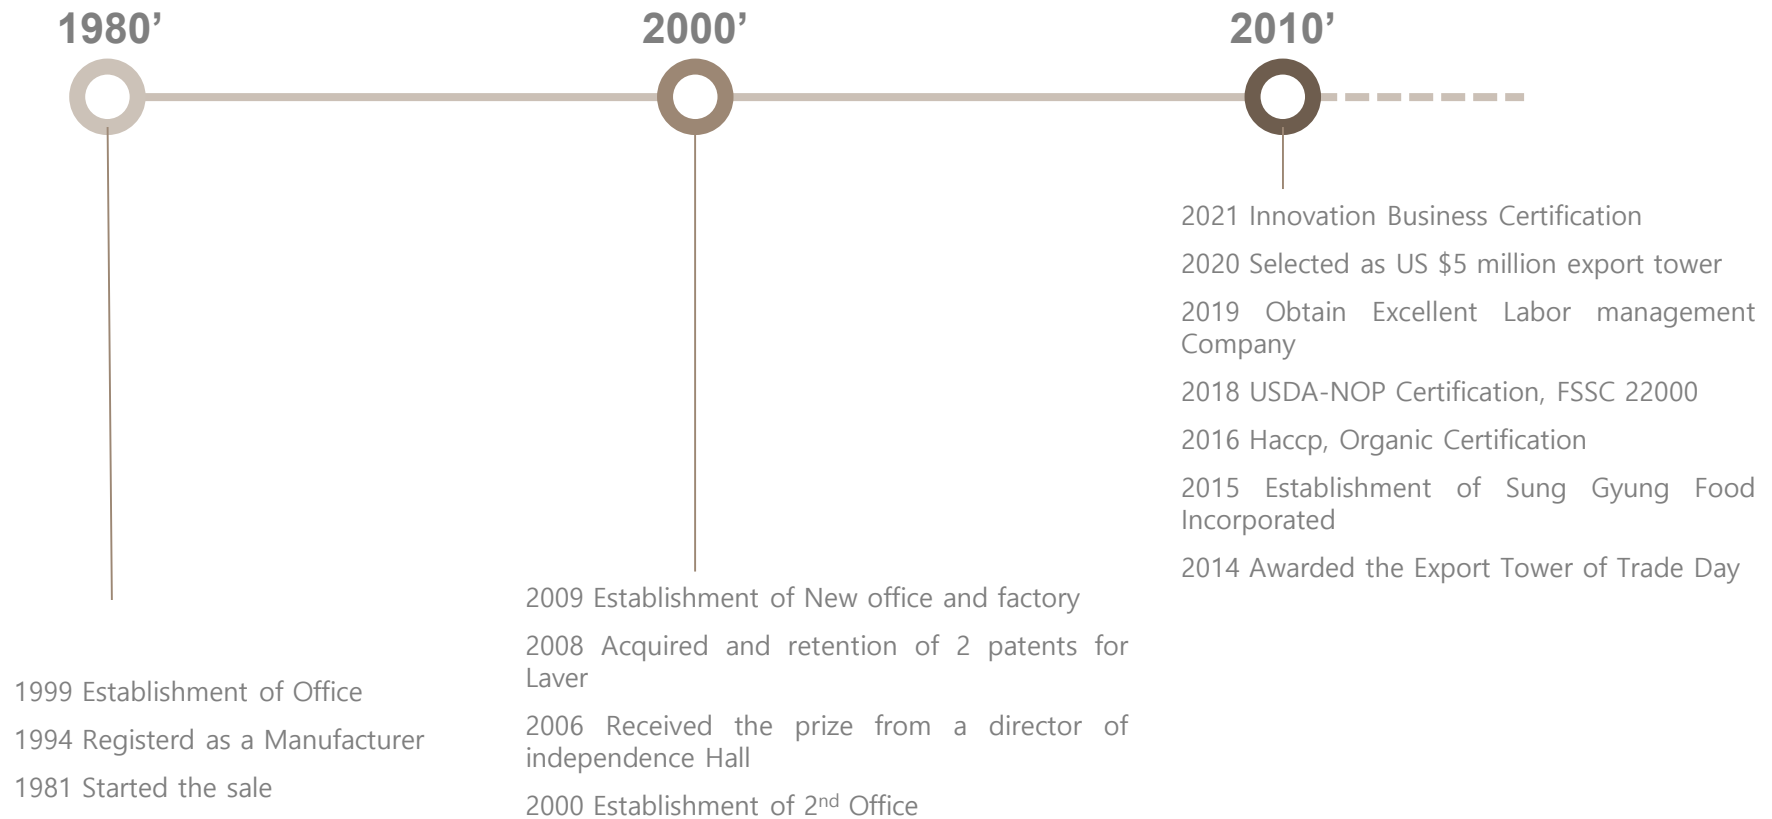 1980’
2000’
2010’
1999 Establishment of Office
1994 Registerd as a Manufacturer
1981 Started the sale
2009 Establishment of New office and factory
2008 Acquired and retention of 2 patents for
Laver
2006 Received the prize from a director of
independence Hall
2000 Establishment of 2nd Office
2021 Innovation Business Certification
2020 Selected as US $5 million export tower
2019 Obtain Excellent Labor management
Company
2018 USDA-NOP Certification, FSSC 22000
2016 Haccp, Organic Certification
2015 Establishment of Sung Gyung Food
Incorporated
2014 Awarded the Export Tower of Trade Day